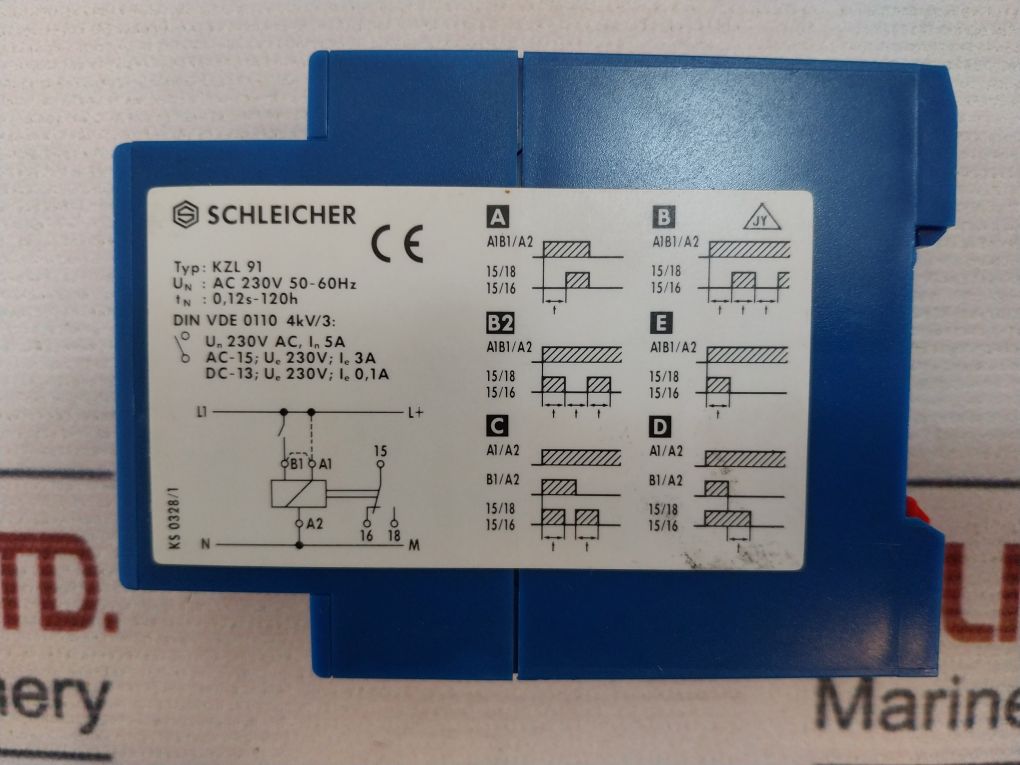 SCHLEICHER
CE
Typ: KZL 91
UN : AC 230V 50-60Hz
tN : 0,12s-120h
DIN VDE 0110 4kV/3:
Un 230V AC, In 5A
AC-15; Ue 230V; Ie 3A
DC-13; Ue 230V; Ie 0,1A
L1 L+
B1 A1 15
A2 16 18
N M
KS 0328/1
A
A1B1/A2
15/18
15/16
t
B
JY
A1B1/A2
15/18
15/16
t t
B2
A1B1/A2
15/18
15/16
t t t
E
A1B1/A2
15/18
15/16
t
C
A1/A2
B1/A2
15/18
15/16
t t
D
A1/A2
B1/A2
15/18
15/16
t
TD.
nery
Marine